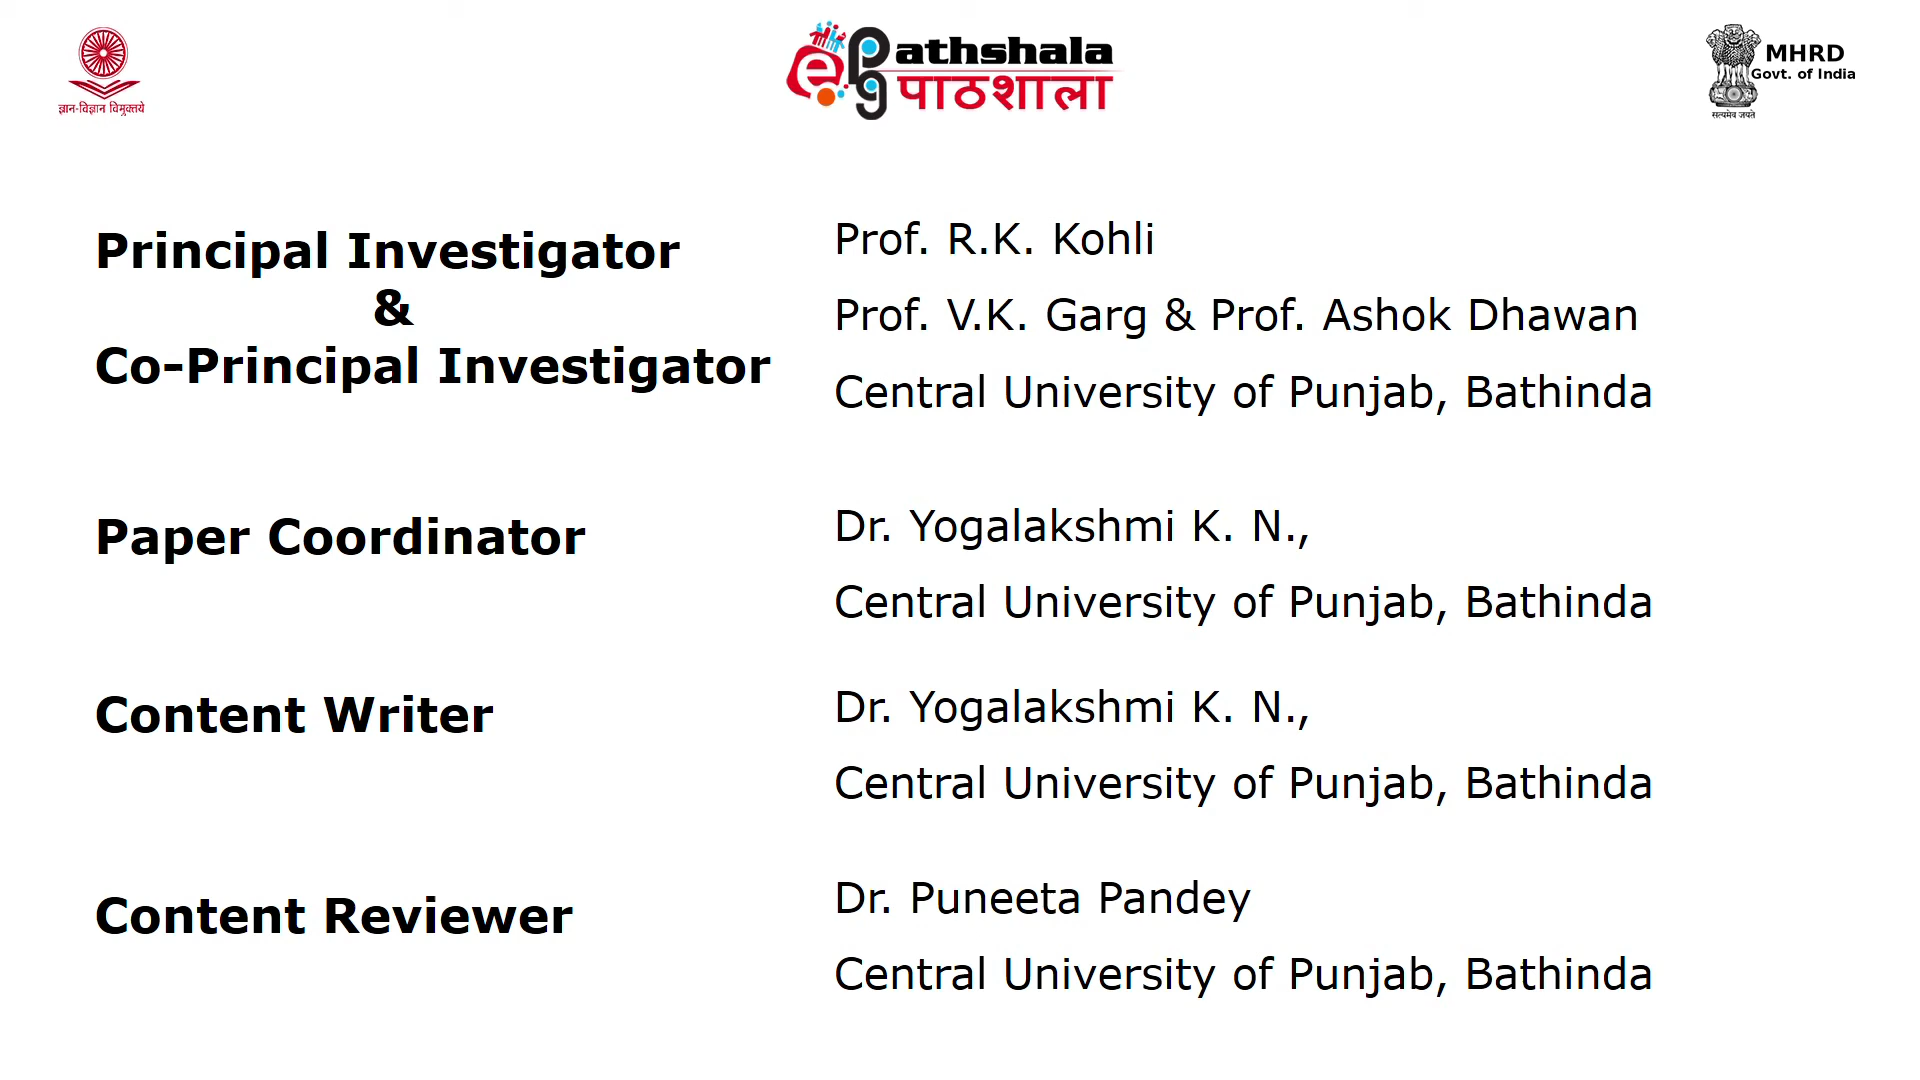 ज्ञान-विज्ञान विमुक्तये
ePG Pathshala
पाठशाला
MHRD
Govt. of India
सत्यमेव जयते
Principal Investigator
&
Co-Principal Investigator
Prof. R.K. Kohli
Prof. V.K. Garg & Prof. Ashok Dhawan
Central University of Punjab, Bathinda
Paper Coordinator
Dr. Yogalakshmi K. N.,
Central University of Punjab, Bathinda
Content Writer
Dr. Yogalakshmi K. N.,
Central University of Punjab, Bathinda
Content Reviewer
Dr. Puneeta Pandey
Central University of Punjab, Bathinda